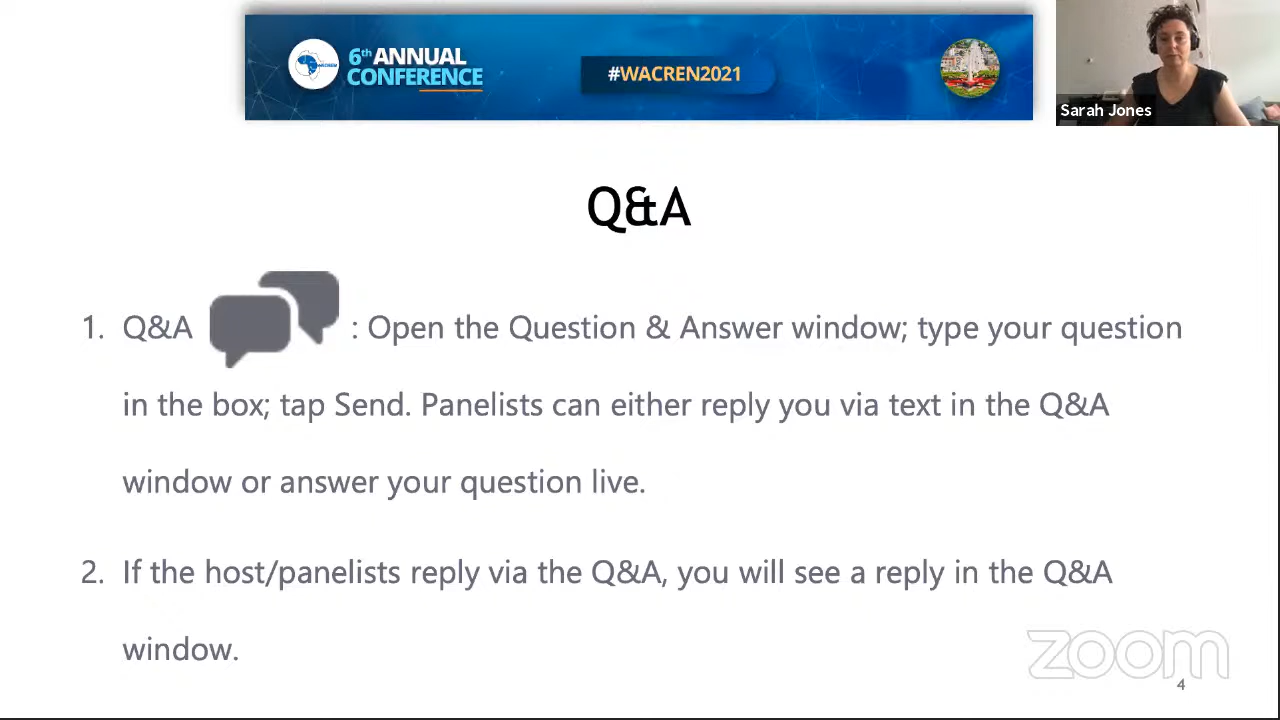 WACREN
6th ANNUAL
CONFERENCE
#WACREN2021
Sarah Jones
Q&A
1. Q&A : Open the Question & Answer window; type your question
in the box; tap Send. Panelists can either reply you via text in the Q&A
window or answer your question live.
2. If the host/panelists reply via the Q&A, you will see a reply in the Q&A
window.
zoom
4